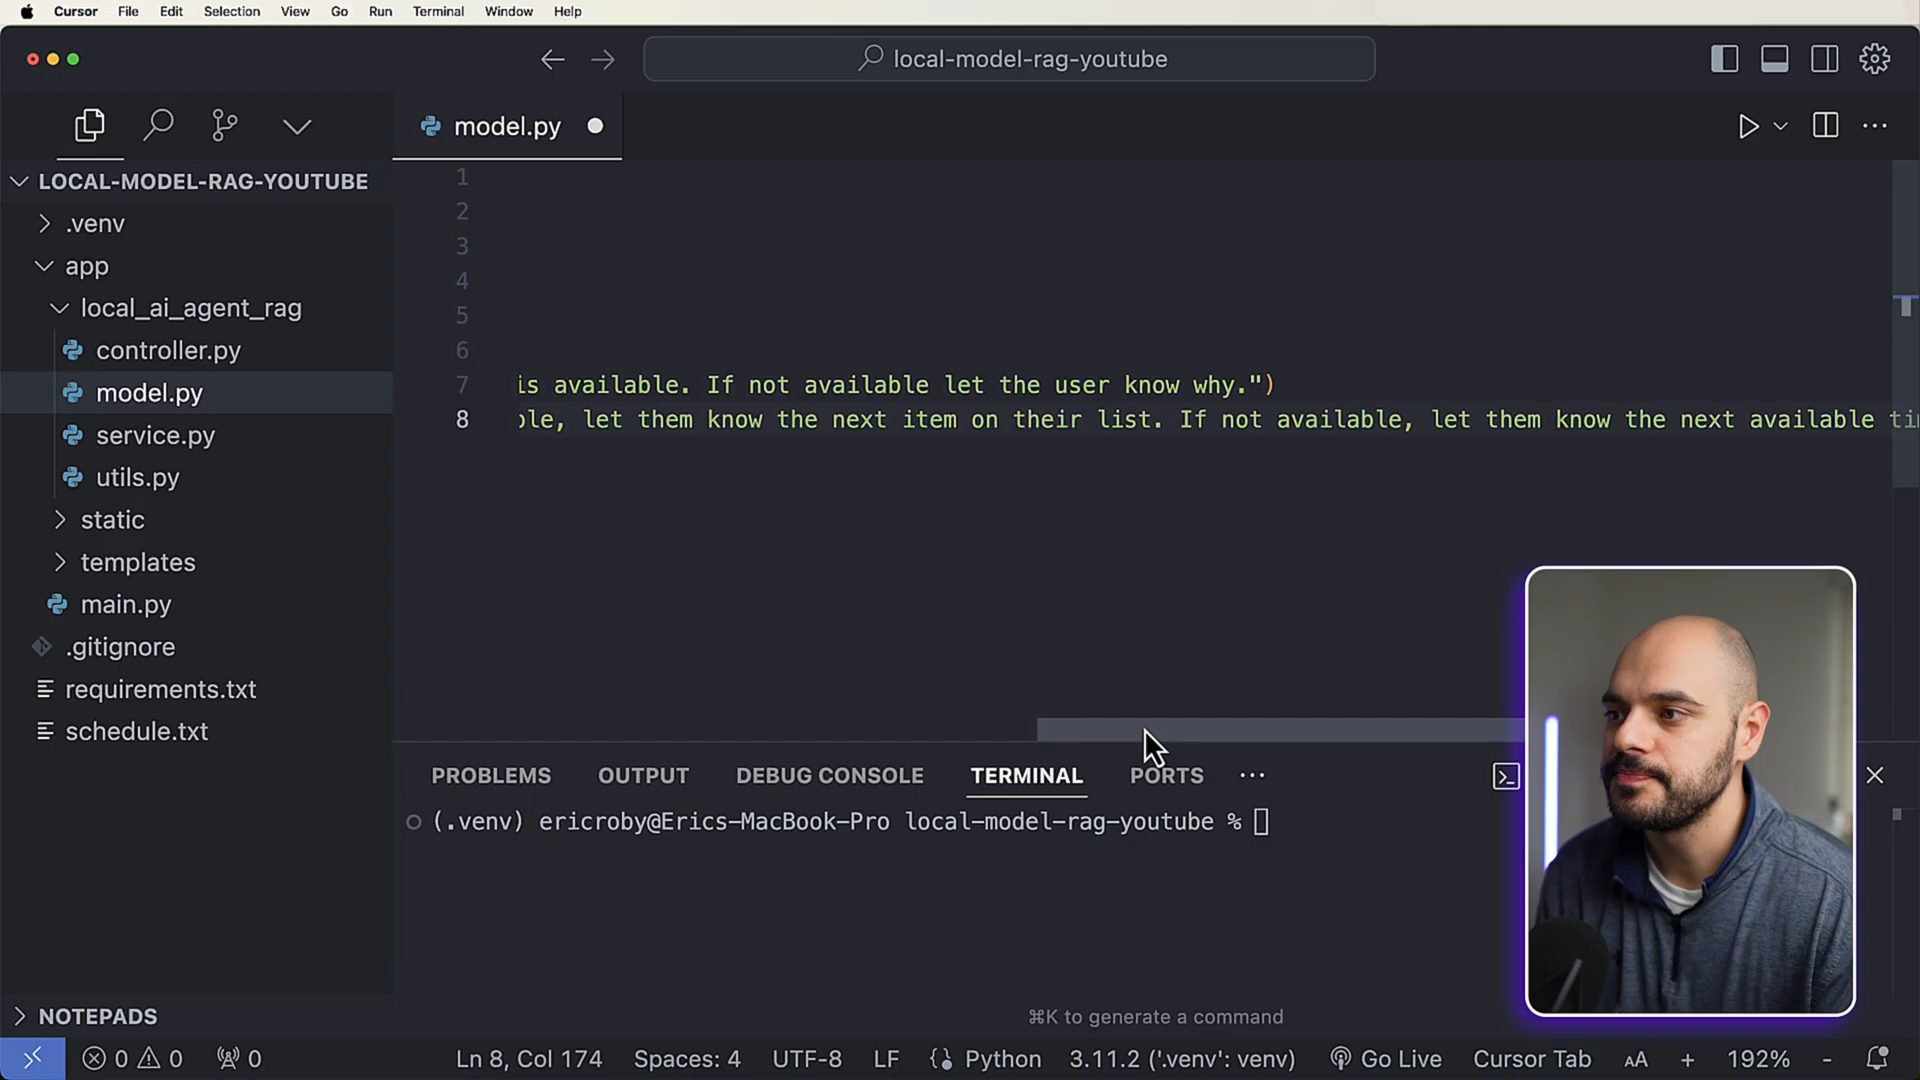 Cursor File Edit Selection View Go Run Terminal Window Help
local-model-rag-youtube
model.py
LOCAL-MODEL-RAG-YOUTUBE
.venv
app
local_ai_agent_rag
controller.py
model.py
service.py
utils.py
static
templates
main.py
.gitignore
requirements.txt
schedule.txt
NOTEPADS
1
2
3
4
5
6
7 is available. If not available let the user know why.")
8 ple, let them know the next item on their list. If not available, let them know the next available
PROBLEMS OUTPUT DEBUG CONSOLE TERMINAL PORTS
(.venv) ericroby@Erics-MacBook-Pro local-model-rag-youtube %
⌘K to generate a command
0 0 0 Ln 8, Col 174 Spaces: 4 UTF-8 LF Python 3.11.2 ('.venv': venv) Go Live Cursor Tab AA + 192% -